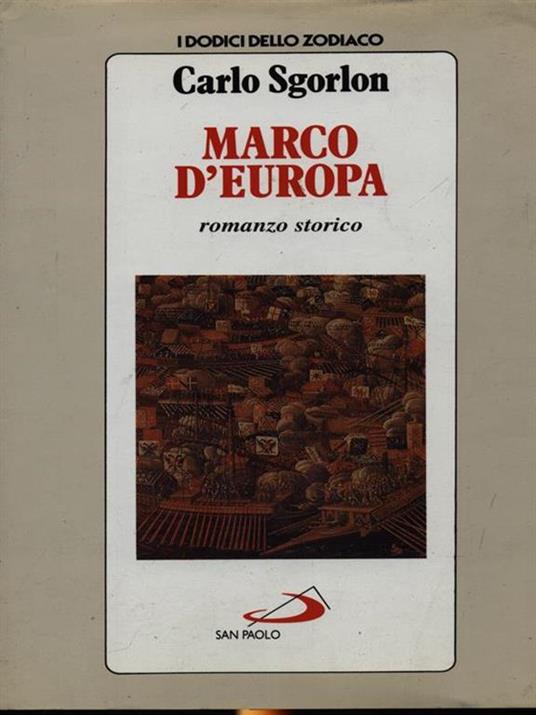 I DODICI DELLO ZODIACO
Carlo Sgorlon
MARCO
D'EUROPA
romanzo storico
SAN PAOLO